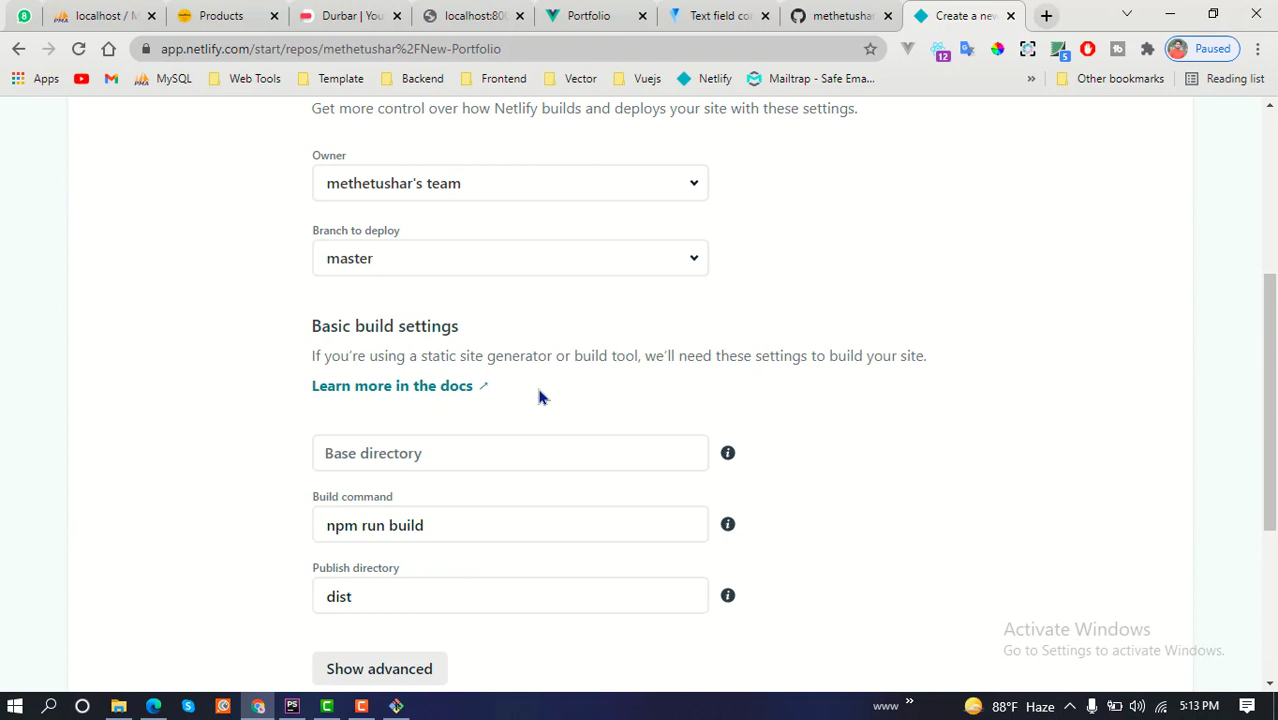 8
localhost / M
Products
Durbar | You
localhost:80
Portfolio
Text field co
methetushar
Create a new
app.netlify.com/start/repos/methetushar%2FNew-Portfolio
12
5
Paused
Apps
MySQL
Web Tools
Template
Backend
Frontend
Vector
Vuejs
Netlify
Mailtrap - Safe Ema...
»
Other bookmarks
Reading list
Get more control over how Netlify builds and deploys your site with these settings.
Owner
methetushar's team
Branch to deploy
master
Basic build settings
If you're using a static site generator or build tool, we'll need these settings to build your site.
Learn more in the docs ↗
Base directory
Build command
npm run build
Publish directory
dist
Show advanced
Activate Windows
Go to Settings to activate Windows.
www
»
88°F Haze
5:13 PM